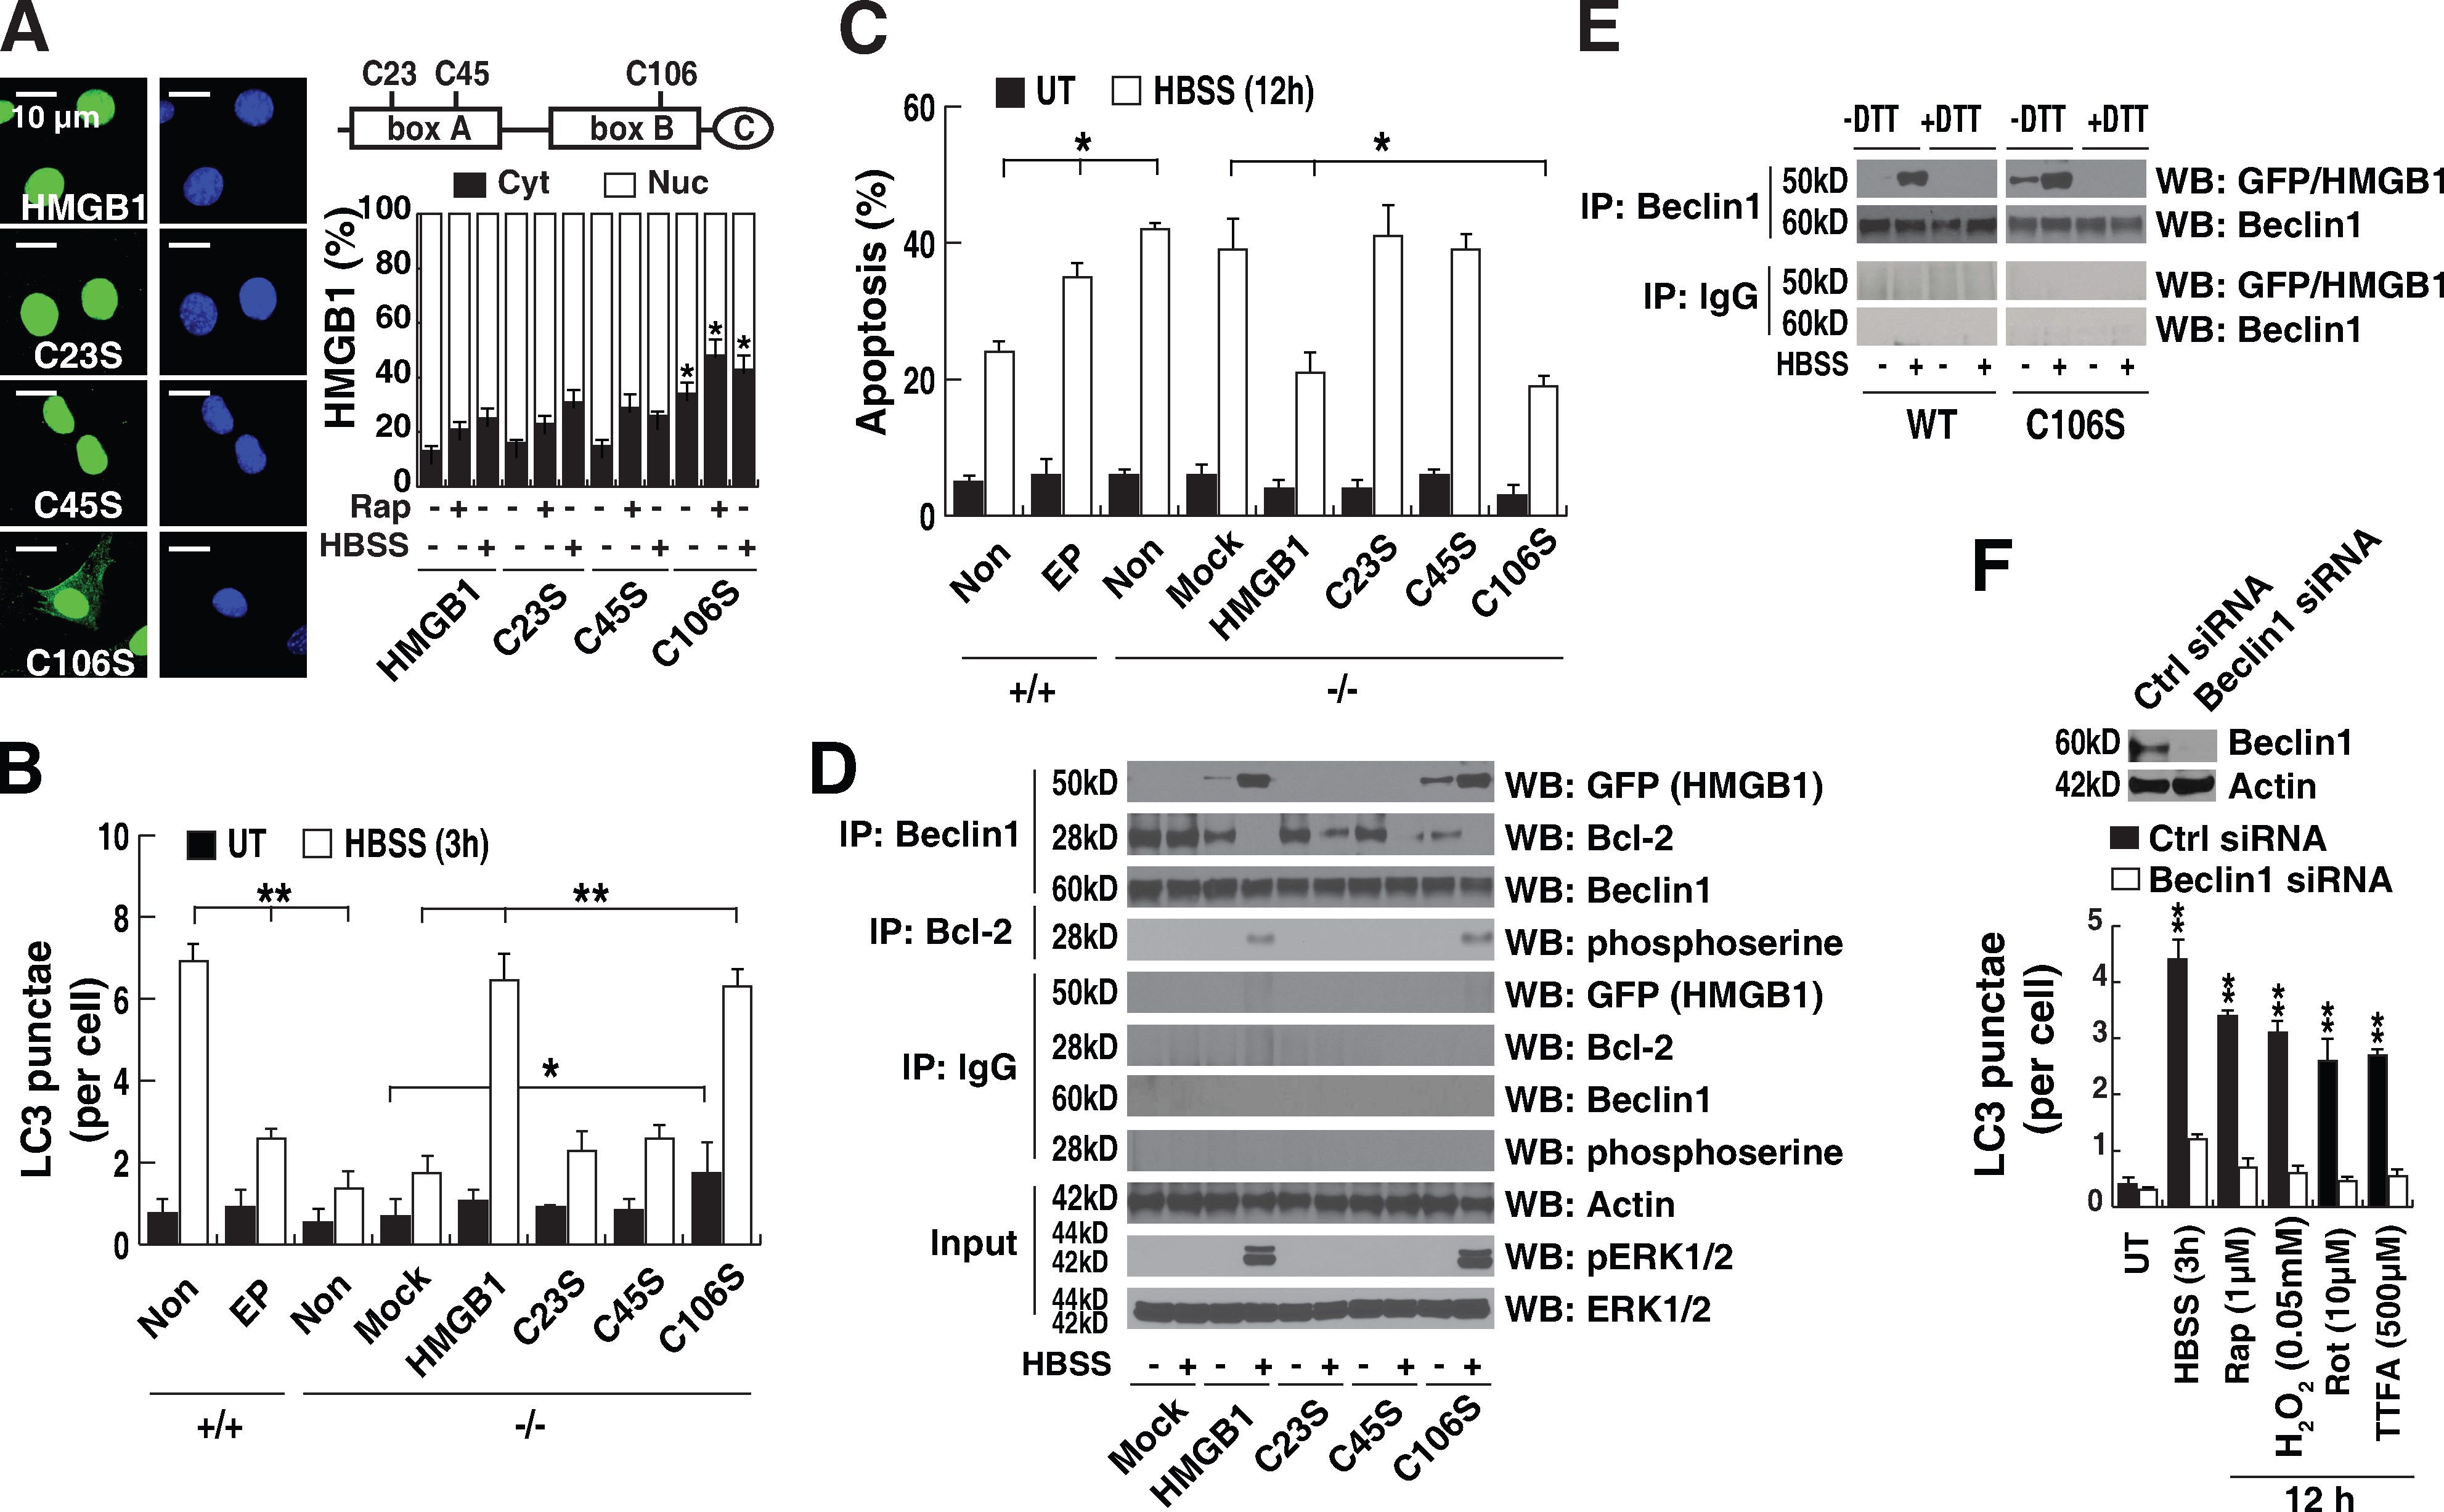 A
10 µm
HMGB1
C23S
C45S
C106S
C23 C45 C106
box A box B C
Cyt Nuc
HMGB1 (%)
100
80
60
40
20
0
Rap - + - - + - - + - - + -
HBSS - - + - - + - - + - - +
HMGB1 C23S C45S C106S
B
UT HBSS (3h)
LC3 punctae
(per cell)
10
8
6
4
2
0
** ** *
Non EP Non Mock HMGB1 C23S C45S C106S
+/+ -/-
C
UT HBSS (12h)
Apoptosis (%)
60
40
20
0
* *
Non EP Non Mock HMGB1 C23S C45S C106S
+/+ -/-
D
IP: Beclin1
50kD WB: GFP (HMGB1)
28kD WB: Bcl-2
60kD WB: Beclin1
IP: Bcl-2 28kD WB: phosphoserine
IP: IgG
50kD WB: GFP (HMGB1)
28kD WB: Bcl-2
60kD WB: Beclin1
28kD WB: phosphoserine
Input
42kD WB: Actin
44kD
42kD WB: pERK1/2
44kD
42kD WB: ERK1/2
HBSS - + - + - + - + - +
Mock HMGB1 C23S C45S C106S
E
-DTT +DTT -DTT +DTT
IP: Beclin1
50kD WB: GFP/HMGB1
60kD WB: Beclin1
IP: IgG
50kD WB: GFP/HMGB1
60kD WB: Beclin1
HBSS - + - + - + - +
WT C106S
F
Ctrl siRNA
Beclin1 siRNA
60kD Beclin1
42kD Actin
Ctrl siRNA
Beclin1 siRNA
LC3 punctae
(per cell)
5
4
3
2
1
0
** ** ** ** **
UT HBSS (3h) Rap (1µM) H2O2 (0.05mM) Rot (10µM) TTFA (500µM)
12 h